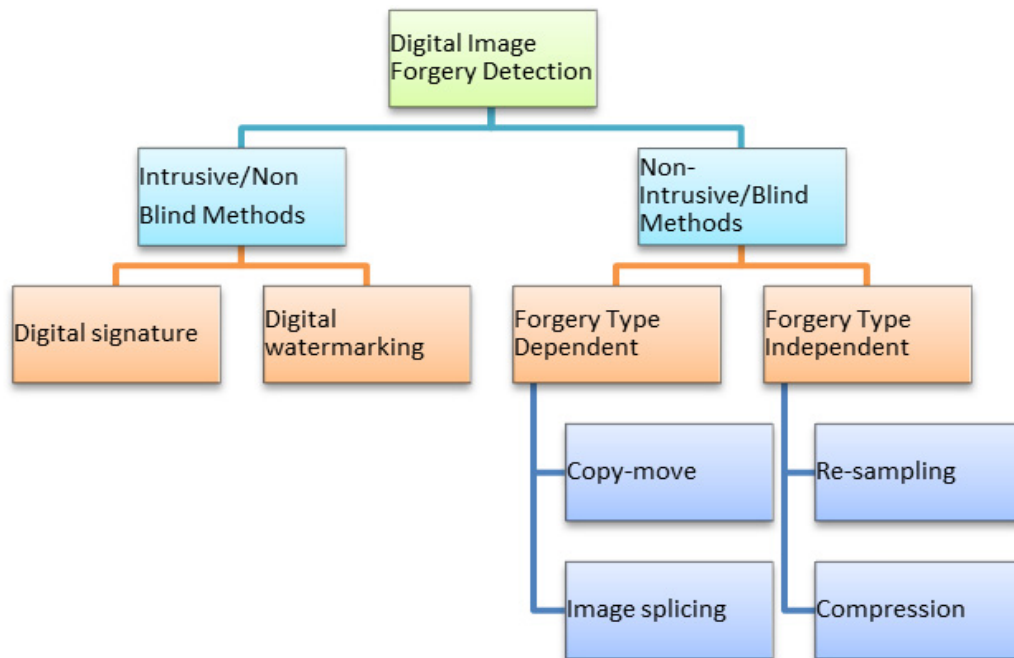 Digital Image
Forgery Detection
Intrusive/Non
Blind Methods
Non-
Intrusive/Blind
Methods
Digital signature
Digital
watermarking
Forgery Type
Dependent
Forgery Type
Independent
Copy-move
Re-sampling
Image splicing
Compression